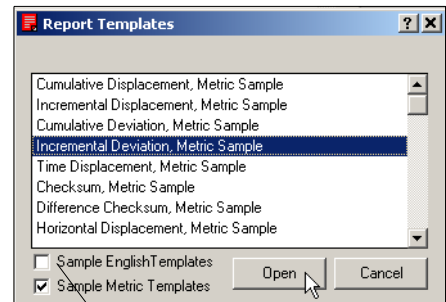 Report Templates
Cumulative Displacement, Metric Sample
Incremental Displacement, Metric Sample
Cumulative Deviation, Metric Sample
Incremental Deviation, Metric Sample
Time Displacement, Metric Sample
Checksum, Metric Sample
Difference Checksum, Metric Sample
Horizontal Displacement, Metric Sample
Sample EnglishTemplates
Sample Metric Templates
Open
Cancel